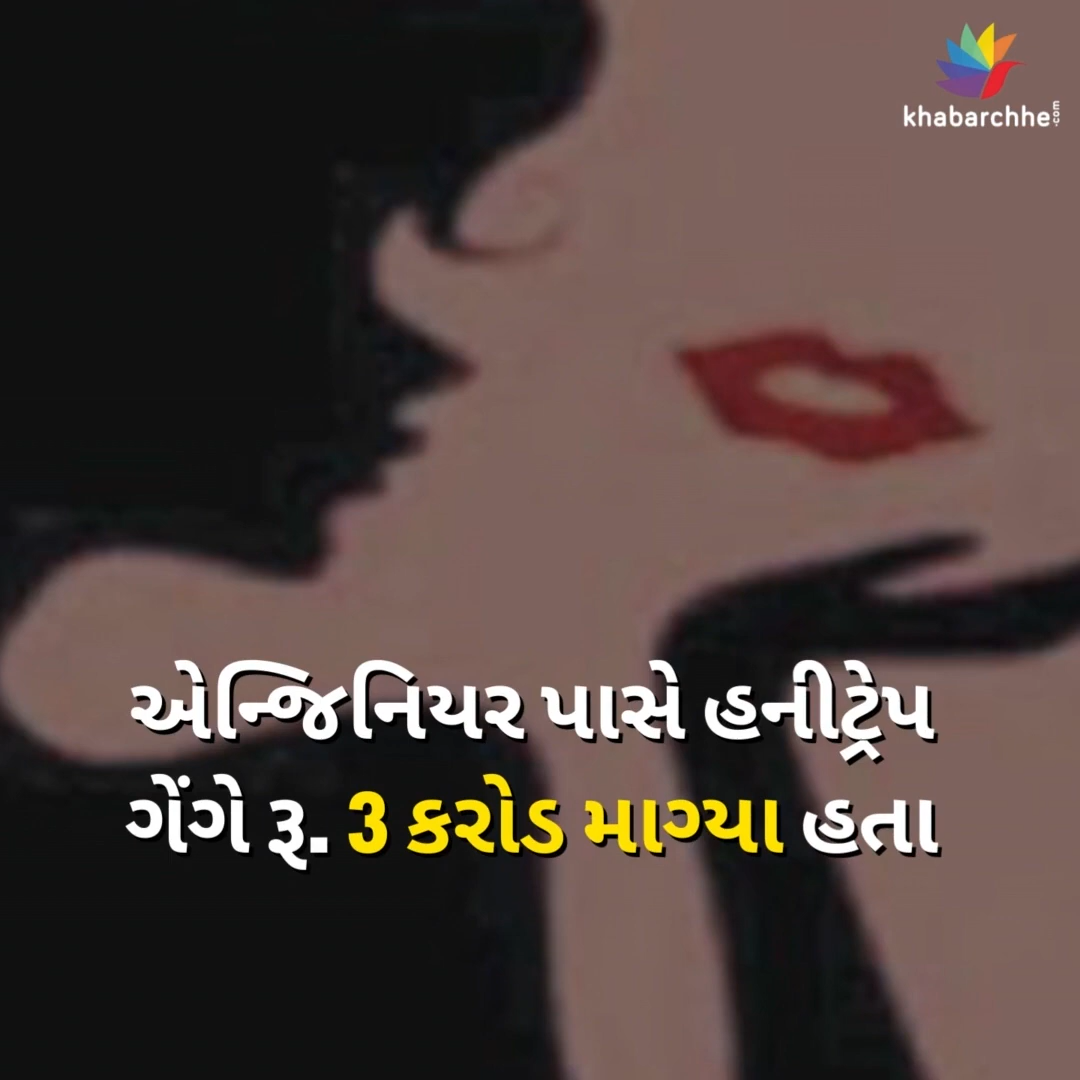 khabarchhe.com
એન્જિનિયર પાસે હનીટ્રેપ
ગેંગે રૂ. 3 કરોડ માગ્યા હતા